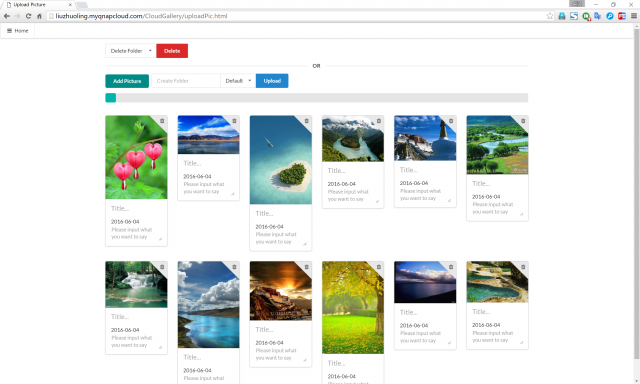 Upload Picture
liuzhuoling.myqnapcloud.com/CloudGallery/uploadPic.html
Home
Delete Folder
Delete
OR
Add Picture
Create Folder
Default
Upload
Title...
2016-06-04
Please input what
you want to say
Title...
2016-06-04
Please input what
you want to say
Title...
2016-06-04
Please input what
you want to say
Title...
2016-06-04
Please input what
you want to say
Title...
2016-06-04
Please input what
you want to say
Title...
2016-06-04
Please input what
you want to say
Title...
2016-06-04
Please input what
you want to say
Title...
2016-06-04
Please input what
Title...
2016-06-04
Please input what
you want to say
Title...
2016-06-04
Title...
2016-06-04
Please input what
you want to say
Title...
2016-06-04
Please input what
you want to say